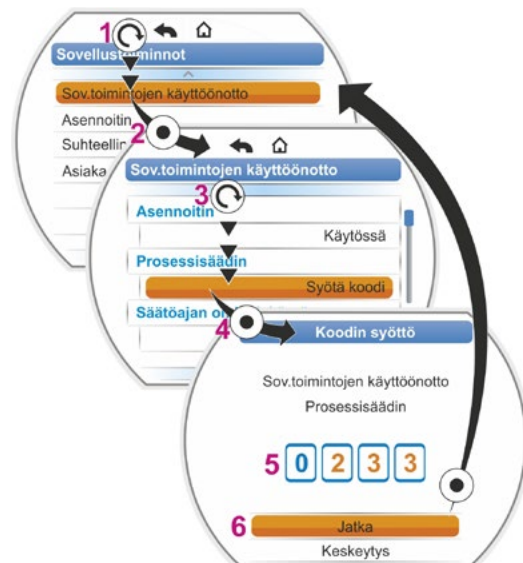 1
Sovellustoiminnot
Sov.toimintojen käyttöönotto
Asennoitin
2
Suhteellin
Asiaka
Sov.toimintojen käyttöönotto
3
Asennoitin
Käytössä
Prosessisäädin
Syötä koodi
Säätöajan
4
Koodin syöttö
Sov.toimintojen käyttöönotto
Prosessisäädin
5 0 2 3 3
6 Jatka
Keskeytys